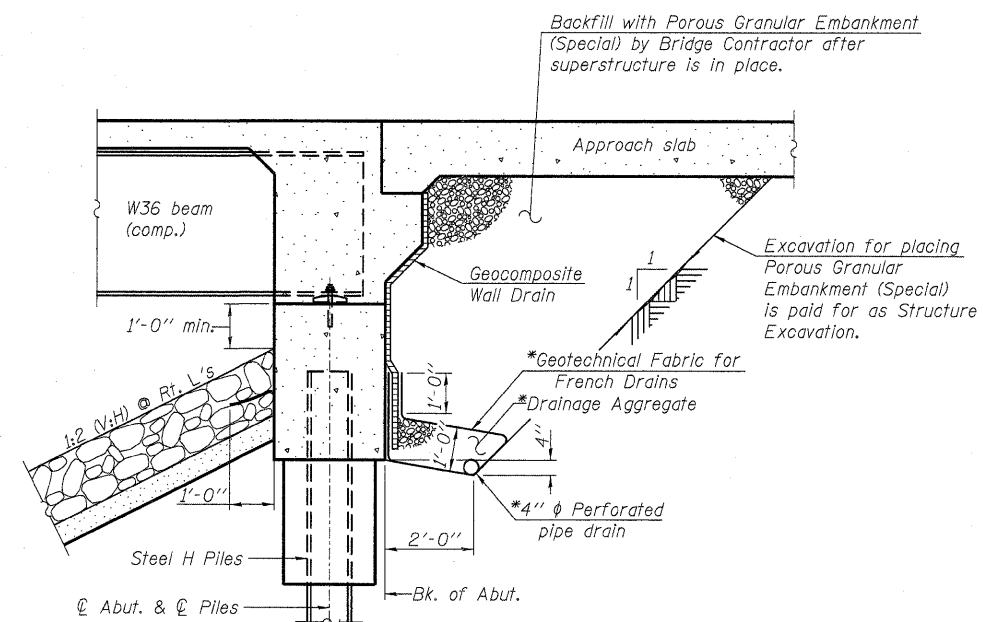 Backfill with Porous Granular Embankment
(Special) by Bridge Contractor after
superstructure is in place.
Approach slab
W36 beam
(comp.)
Geocomposite
Wall Drain
1
1
Excavation for placing
Porous Granular
Embankment (Special)
is paid for as Structure
Excavation.
1'-0" min.
*Geotechnical Fabric for
French Drains
*Drainage Aggregate
1:2 (V:H) @ Rt. L's
1'-0"
1'-0"
4"
1'-0"
*4" ϕ Perforated
pipe drain
2'-0"
Steel H Piles
Bk. of Abut.
℄ Abut. & ℄ Piles